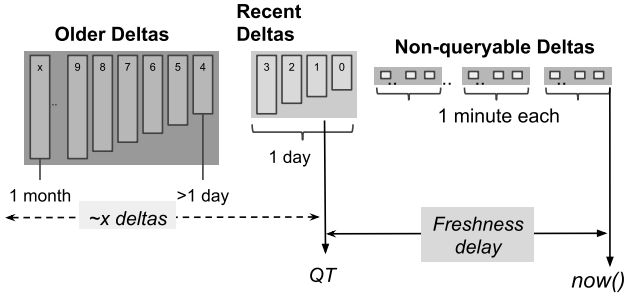 Older Deltas
Recent
Deltas
Non-queryable Deltas
x .. 9 8 7 6 5 4
3 2 1 0
.. .. .. .. ..
1 minute each
1 day
1 month
>1 day
~x deltas
Freshness
delay
QT
now()